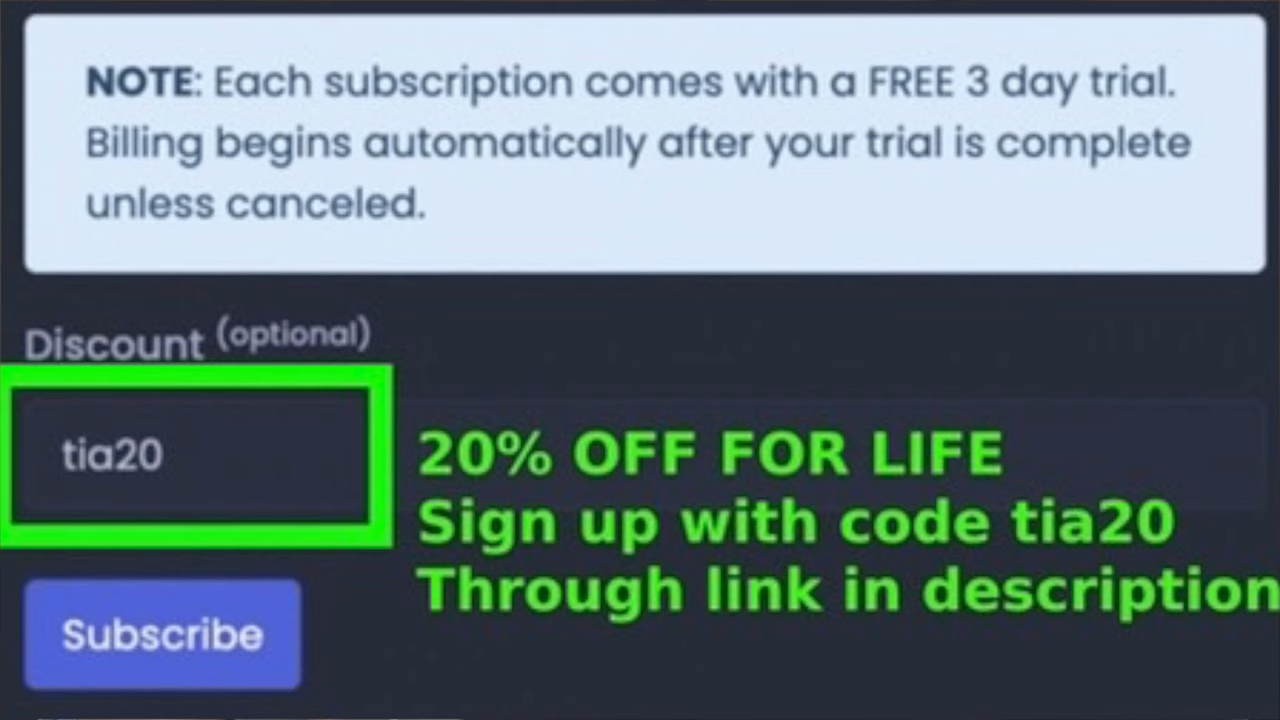 NOTE: Each subscription comes with a FREE 3 day trial.
Billing begins automatically after your trial is complete
unless canceled.
Discount (optional)
tia20
20% OFF FOR LIFE
Sign up with code tia20
Through link in description
Subscribe